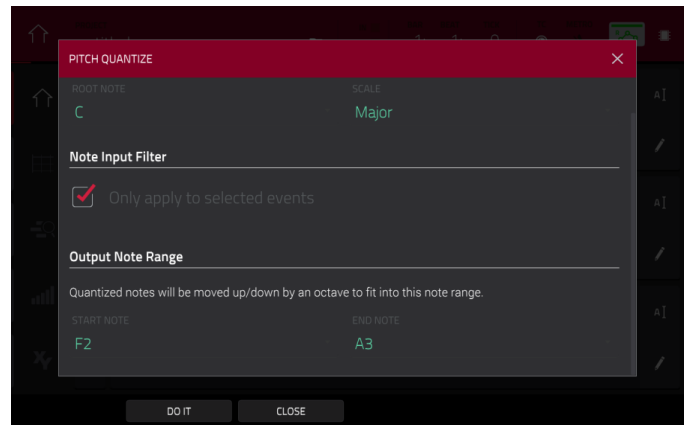 PITCH QUANTIZE
ROOT NOTE SCALE
C Major
Note Input Filter
Only apply to selected events
Output Note Range
Quantized notes will be moved up/down by an octave to fit into this note range.
START NOTE END NOTE
F2 A3
DO IT CLOSE